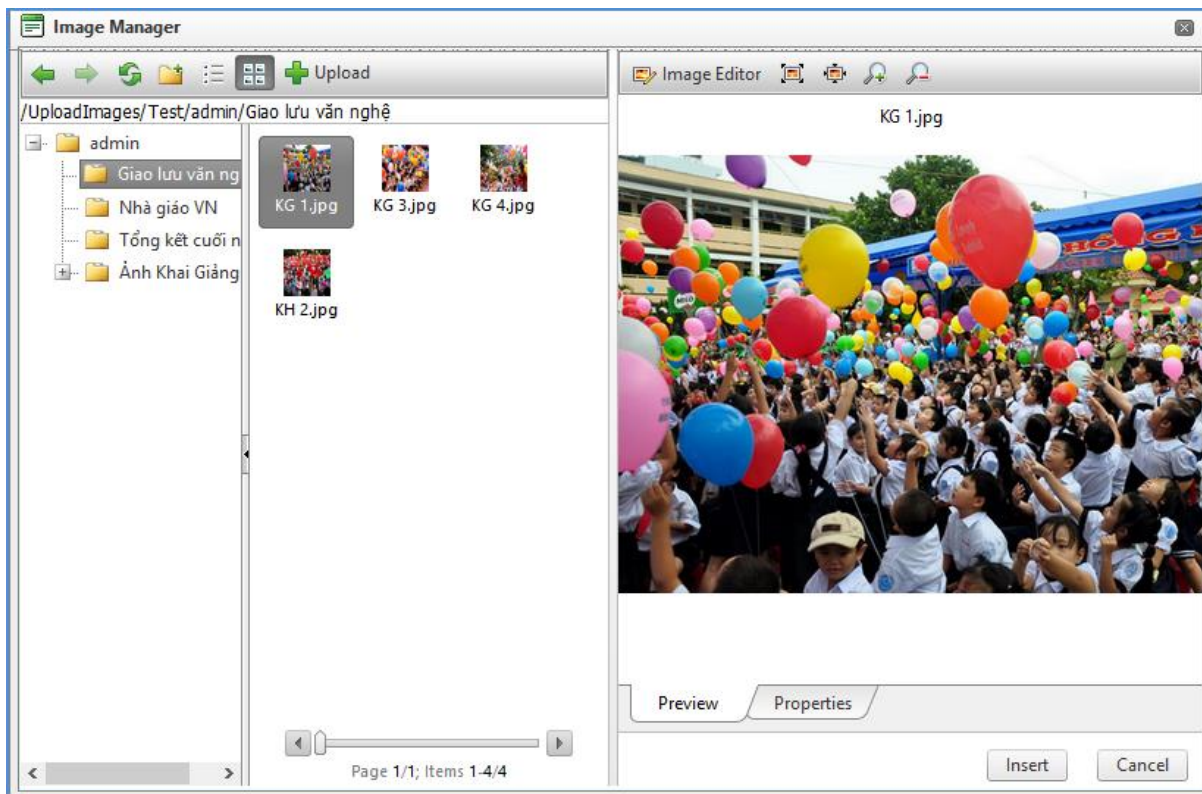 Image Manager
Upload
/UploadImages/Test/admin/Giao lưu văn nghệ
admin
Giao lưu văn ng
Nhà giáo VN
Tổng kết cuối n
Ảnh Khai Giảng
KG 1.jpg
KG 3.jpg
KG 4.jpg
KH 2.jpg
Page 1/1; Items 1-4/4
Image Editor
KG 1.jpg
HỒNG
MILO
Preview
Properties
Insert
Cancel